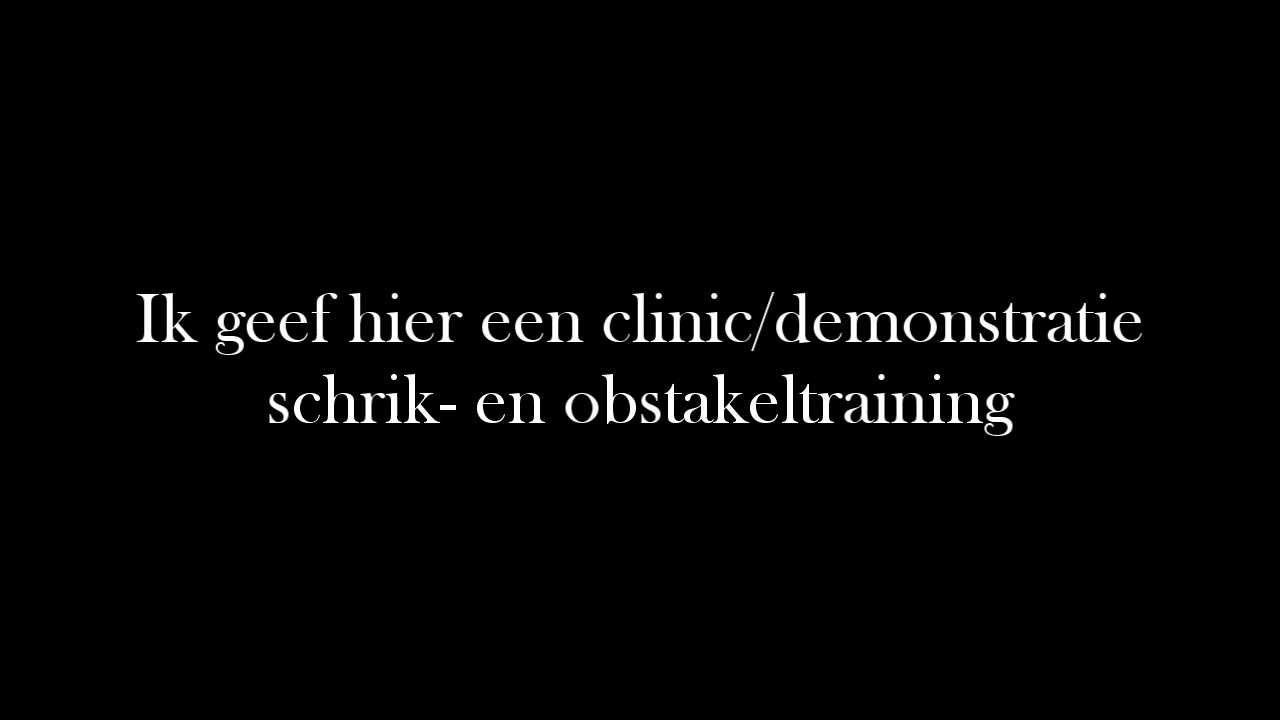 Ik geef hier een clinic/demonstratie
schrik- en obstakeltraining